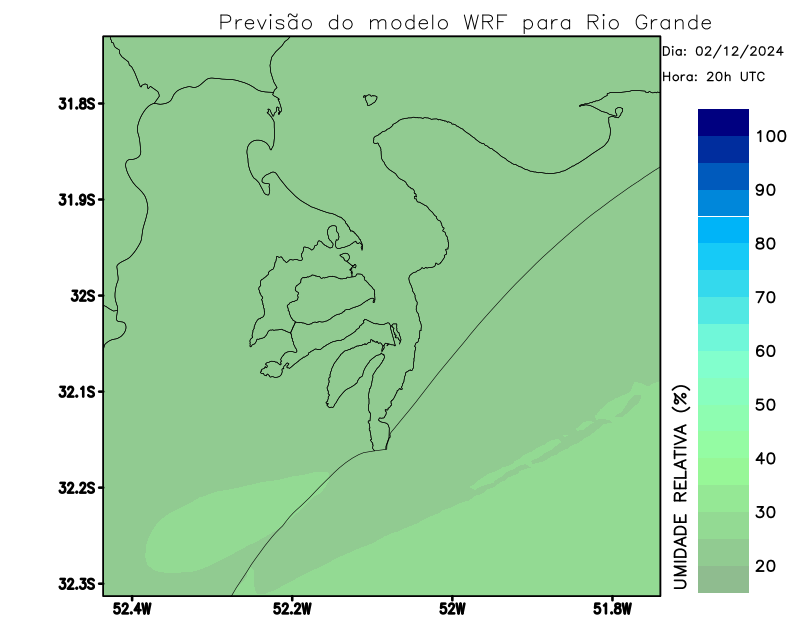 Previsão do modelo WRF para Rio Grande
Dia: 02/12/2024
Hora: 20h UTC
31.8S
31.9S
32S
32.1S
32.2S
32.3S
52.4W
52.2W
52W
51.8W
UMIDADE RELATIVA (%)
100
90
80
70
60
50
40
30
20